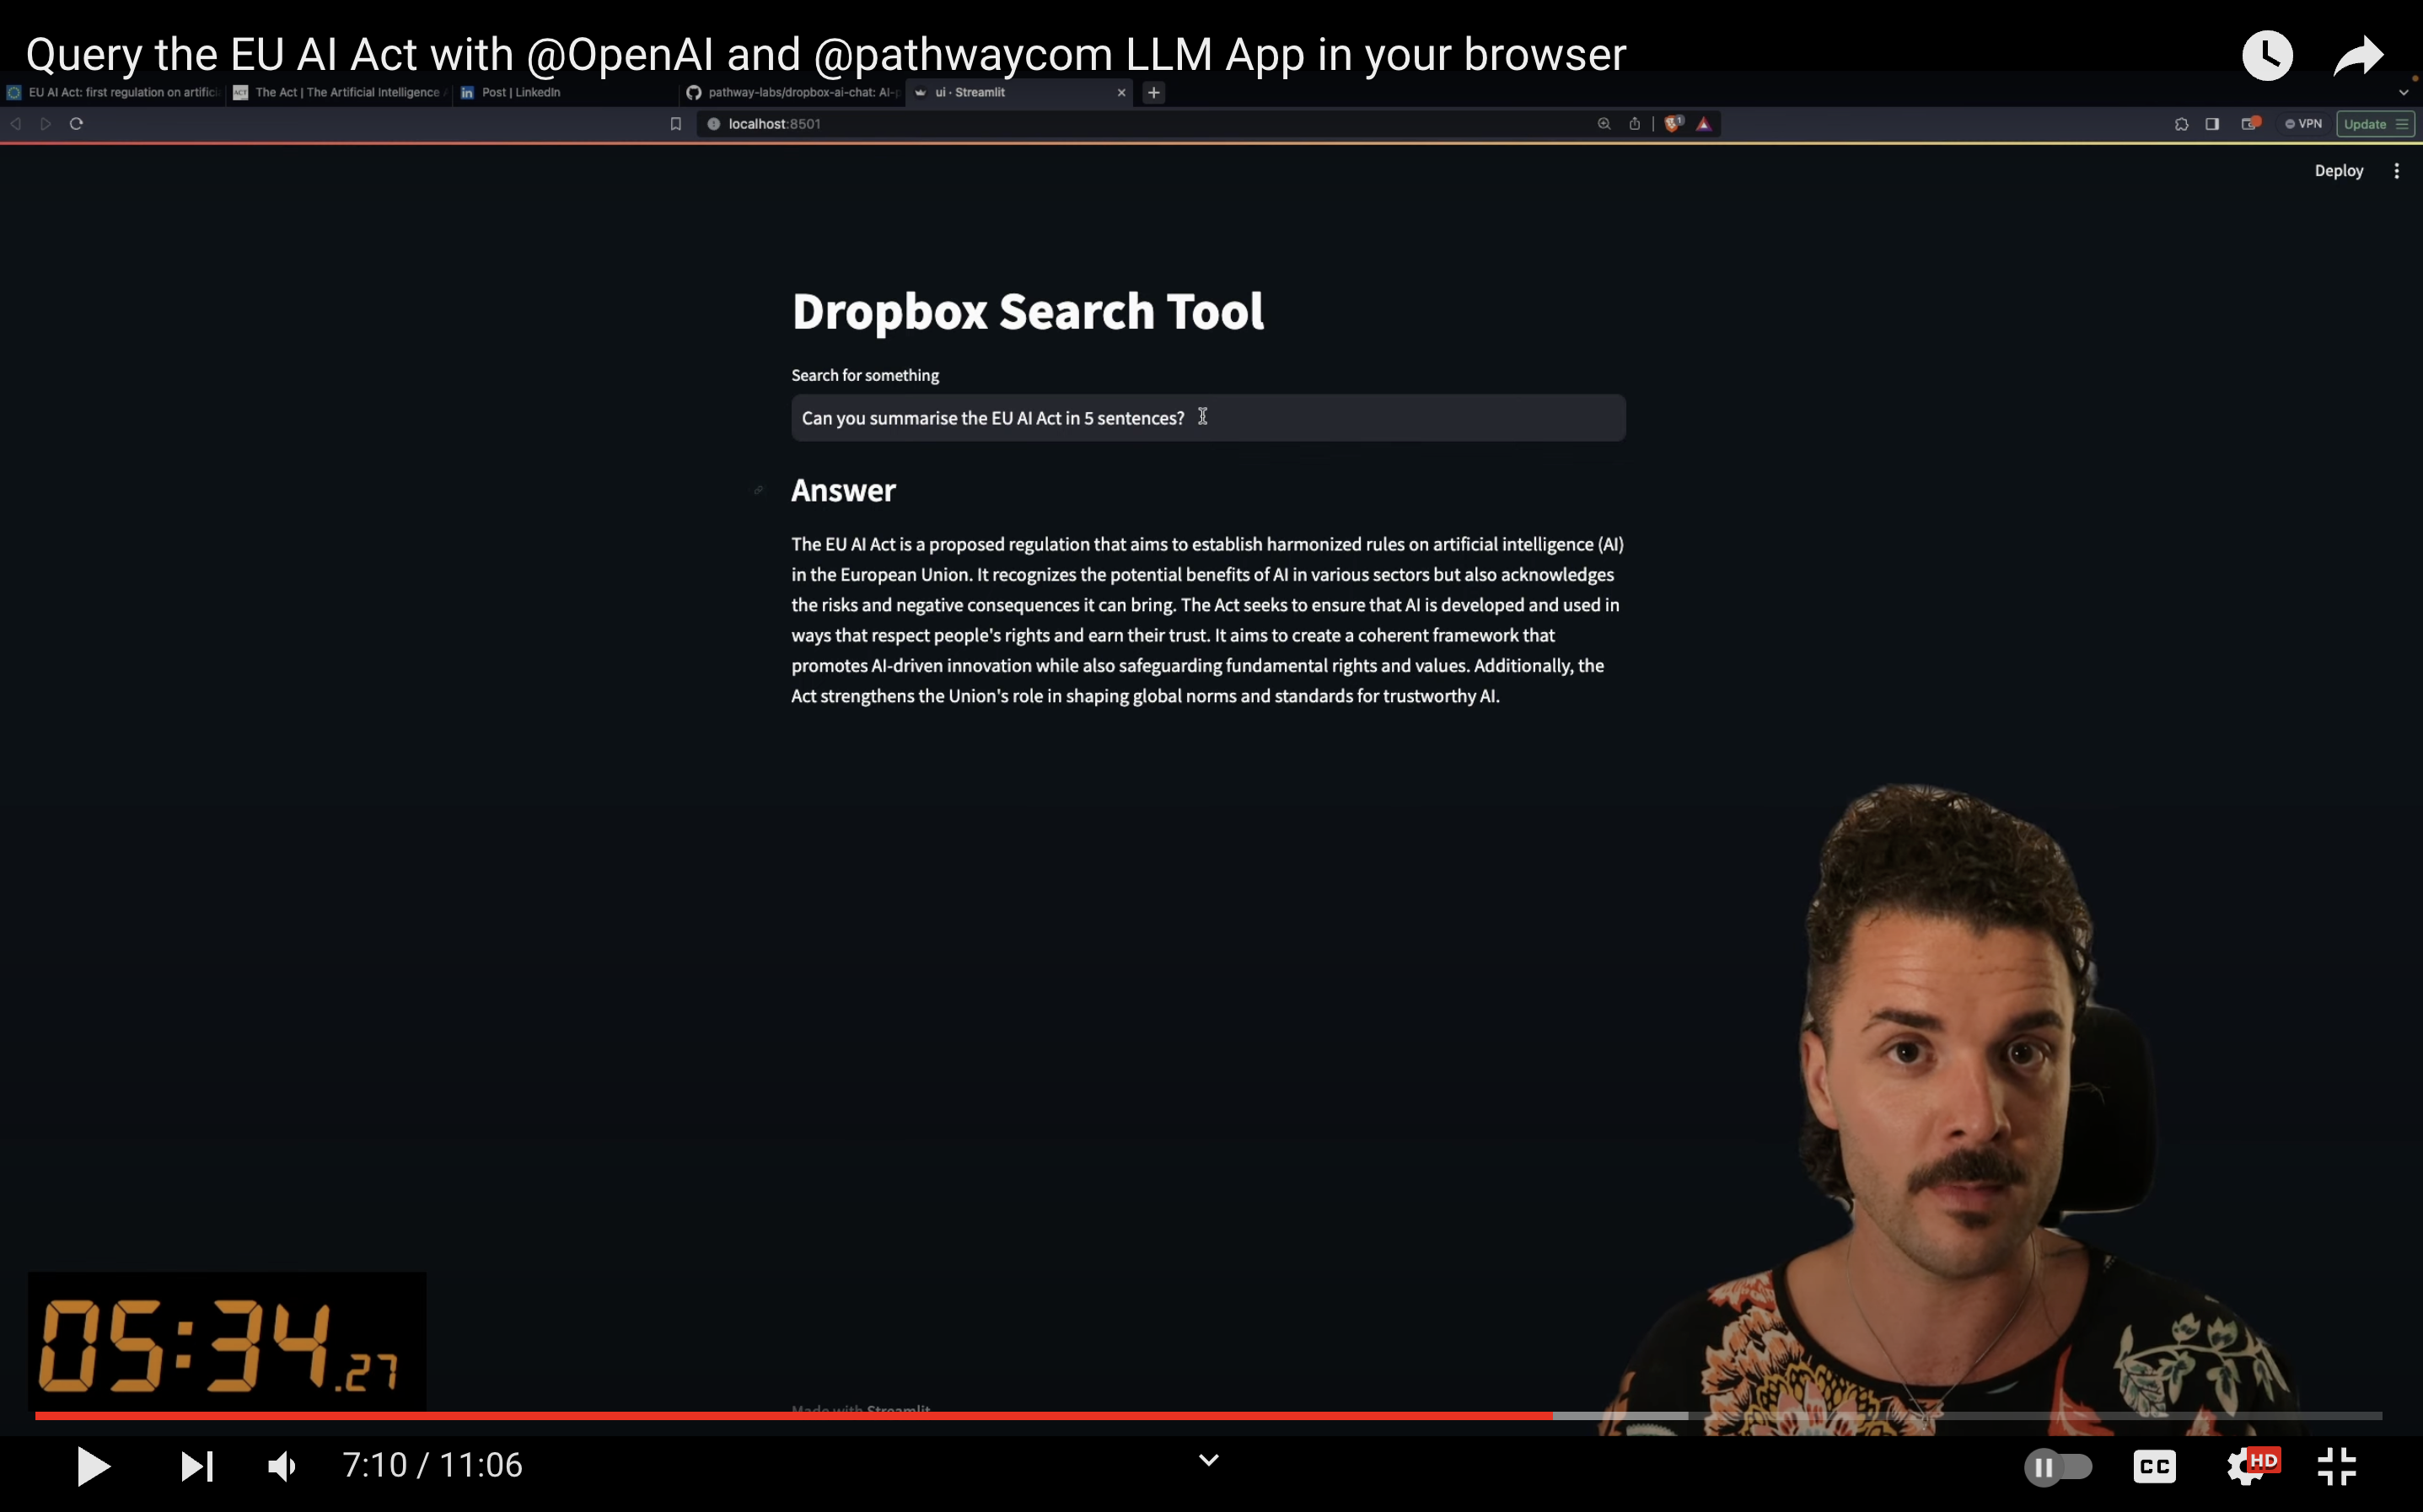 Query the EU AI Act with @OpenAI and @pathwaycom LLM App in your browser
EU AI Act: first regulation on artific
ACT The Act | The Artificial Intelligence
in Post | LinkedIn
pathway-labs/dropbox-ai-chat: AI-
ui · Streamlit
localhost:8501
VPN
Update
Deploy
Dropbox Search Tool
Search for something
Can you summarise the EU AI Act in 5 sentences?
Answer
The EU AI Act is a proposed regulation that aims to establish harmonized rules on artificial intelligence (AI)
in the European Union. It recognizes the potential benefits of AI in various sectors but also acknowledges
the risks and negative consequences it can bring. The Act seeks to ensure that AI is developed and used in
ways that respect people's rights and earn their trust. It aims to create a coherent framework that
promotes AI-driven innovation while also safeguarding fundamental rights and values. Additionally, the
Act strengthens the Union's role in shaping global norms and standards for trustworthy AI.
05:34.27
Made with Streamlit
7:10 / 11:06
CC
HD